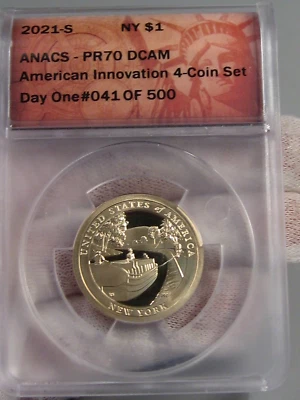 2021-S NY $1
ANACS - PR70 DCAM
American Innovation 4-Coin Set
Day One#041 OF 500
UNITED STATES OF AMERICA
NEW YORK